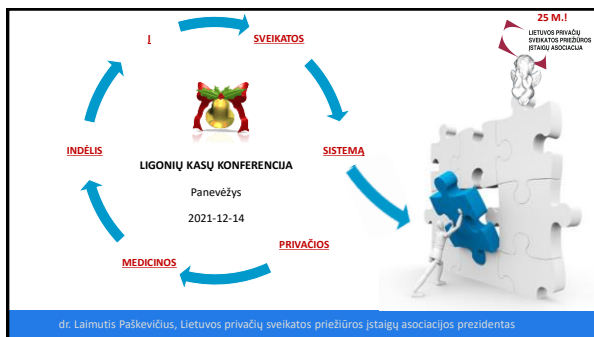 Į
SVEIKATOS
25 M.!
LIETUVOS PRIVAČIŲ
SVEIKATOS PRIEŽIŪROS
ĮSTAIGŲ ASOCIACIJA
INDĖLIS
LIGONIŲ KASŲ KONFERENCIJA
SISTEMĄ
Panevėžys
2021-12-14
PRIVAČIOS
MEDICINOS
dr. Laimutis Paškevičius, Lietuvos privačių sveikatos priežiūros įstaigų asociacijos prezidentas